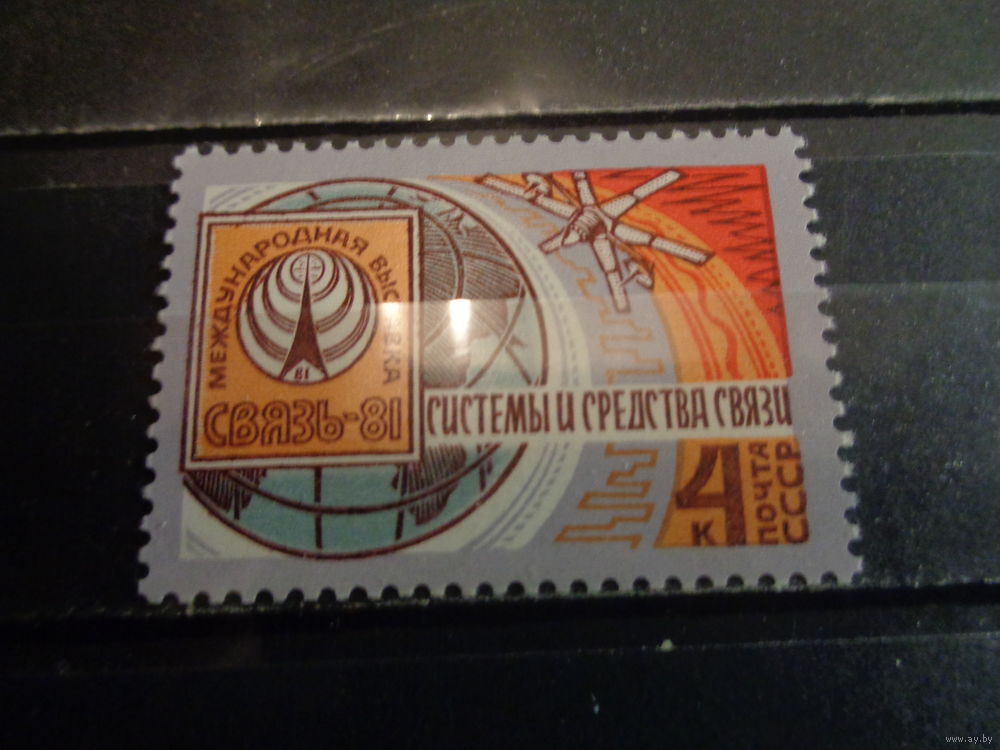 МЕЖДУНАРОДНАЯ ВЫСТАВКА
81
СВЯЗЬ-81
СИСТЕМЫ И СРЕДСТВА СВЯЗИ
4 К
ПОЧТА
СССР
www.ay.by